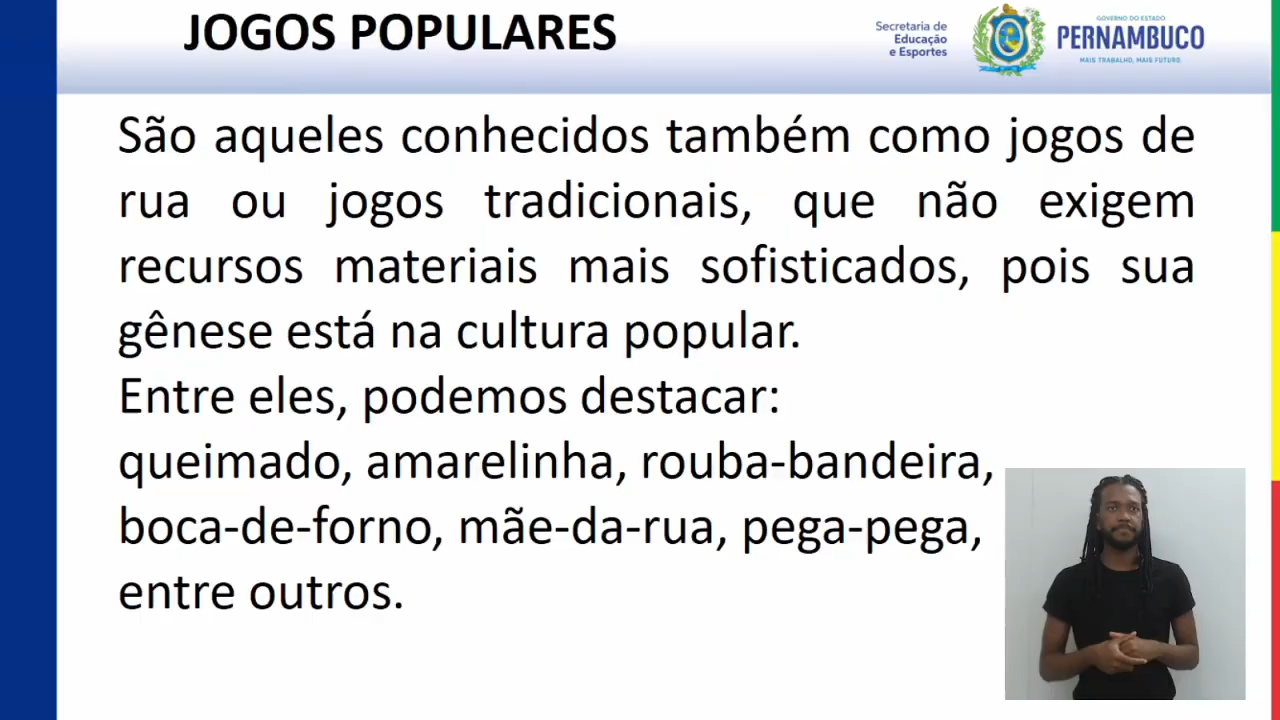 JOGOS POPULARES
Secretaria de
Educação
e Esportes
GOVERNO DO ESTADO
PERNAMBUCO
MAIS TRABALHO, MAIS FUTURO.
São aqueles conhecidos também como jogos de
rua ou jogos tradicionais, que não exigem
recursos materiais mais sofisticados, pois sua
gênese está na cultura popular.
Entre eles, podemos destacar:
queimado, amarelinha, rouba-bandeira,
boca-de-forno, mãe-da-rua, pega-pega,
entre outros.